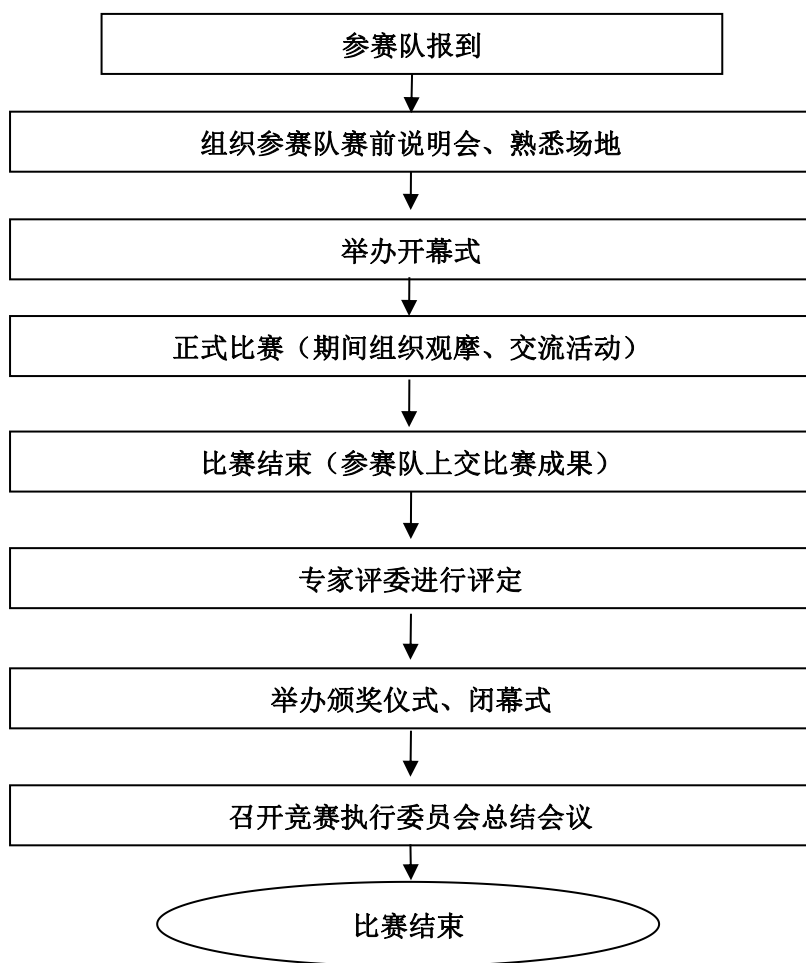 参赛队报到
组织参赛队赛前说明会、熟悉场地
举办开幕式
正式比赛（期间组织观摩、交流活动）
比赛结束（参赛队上交比赛成果）
专家评委进行评定
举办颁奖仪式、闭幕式
召开竞赛执行委员会总结会议
比赛结束